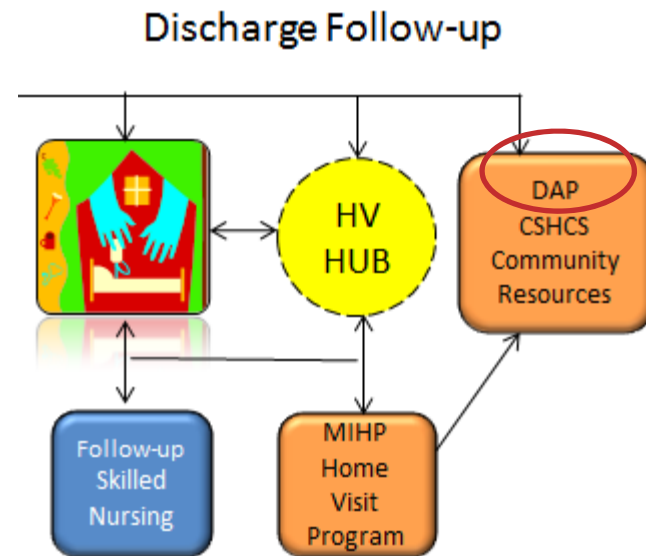 Discharge Follow-up
HV
HUB
DAP
CSHCS
Community
Resources
Follow-up
Skilled
Nursing
MIHP
Home
Visit
Program